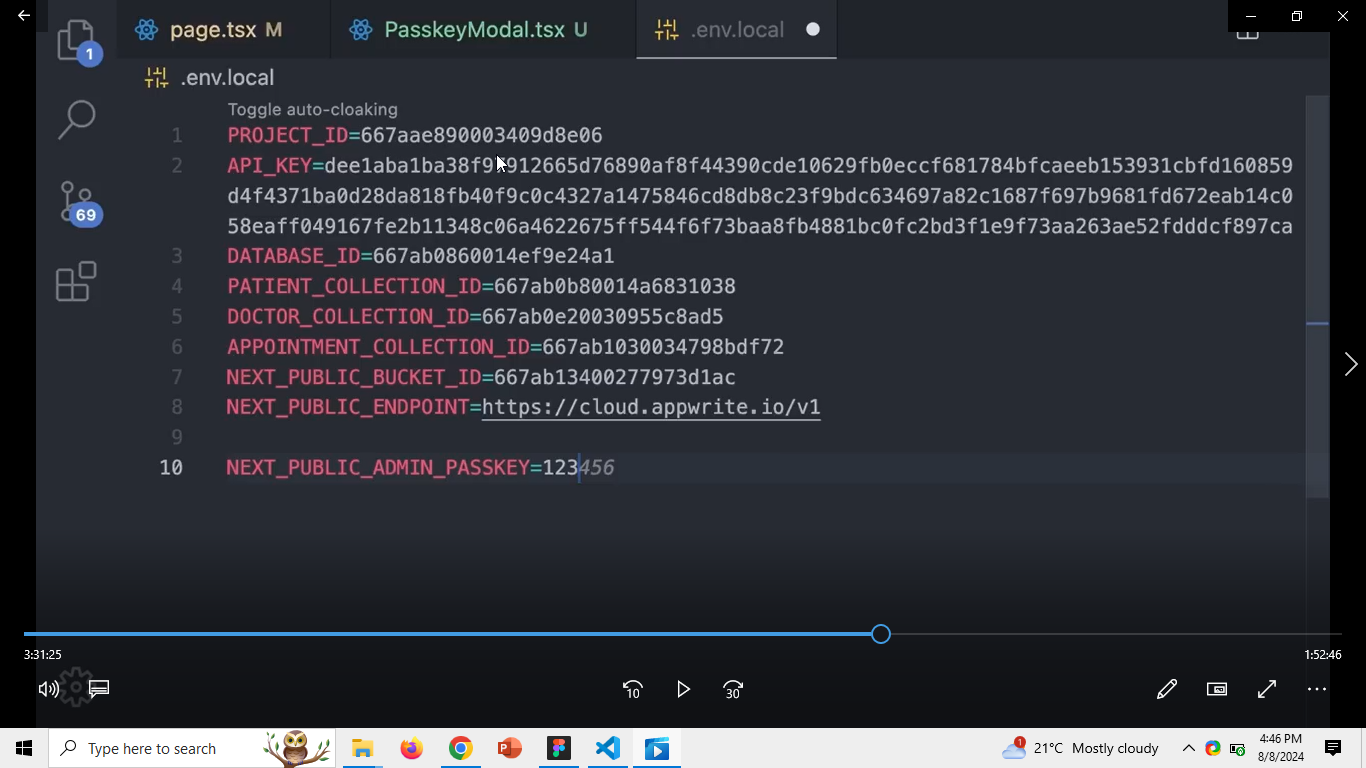 page.tsx M
PasskeyModal.tsx U
.env.local
1
.env.local
Toggle auto-cloaking
1 PROJECT_ID=667aae890003409d8e06
2 API_KEY=
d4f4371ba0d28da818fb40f9c0c4327a1475846cd8db8c23f9bdc634697a82c1687f697b9681fd672eab14c0
58eaff049167fe2b11348c06a4622675ff544f6f73baa8fb4881bc0fc2bd3f1e9f73aa263ae52fdddcf897ca
69
3 DATABASE_ID=667ab0860014ef9e24a1
4 PATIENT_COLLECTION_ID=667ab0b80014a6831038
5 DOCTOR_COLLECTION_ID=667ab0e20030955c8ad5
6 APPOINTMENT_COLLECTION_ID=667ab1030034798bdf72
7 NEXT_PUBLIC_BUCKET_ID=667ab13400277973d1ac
8 NEXT_PUBLIC_ENDPOINT=https://cloud.appwrite.io/v1
9
10 NEXT_PUBLIC_ADMIN_PASSKEY=123456
3:31:25
1:52:46
10
30
Type here to search
1
21°C Mostly cloudy
4:46 PM
8/8/2024